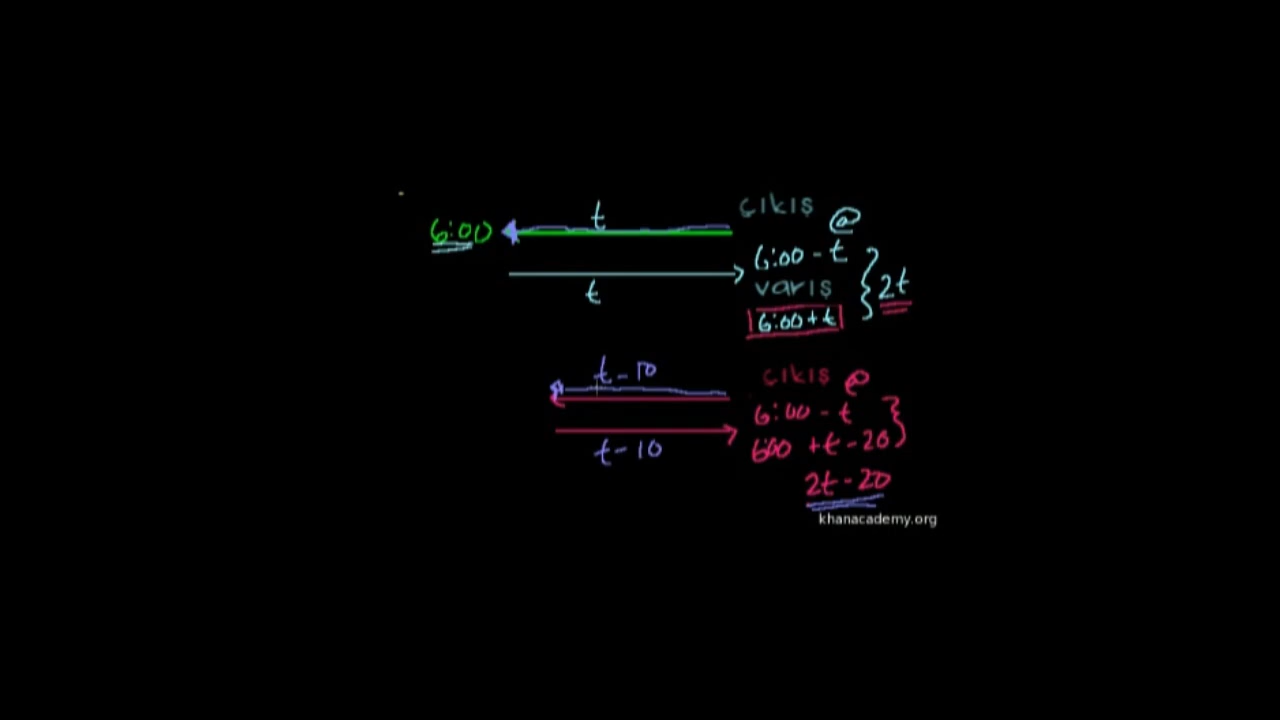 t
çıkış @
6:00
6:00 - t
varış
2t
t
6:00+t
t - 10
çıkış @
6:00 - t
t - 10
6:00 + t - 20
2t - 20
khanacademy.org